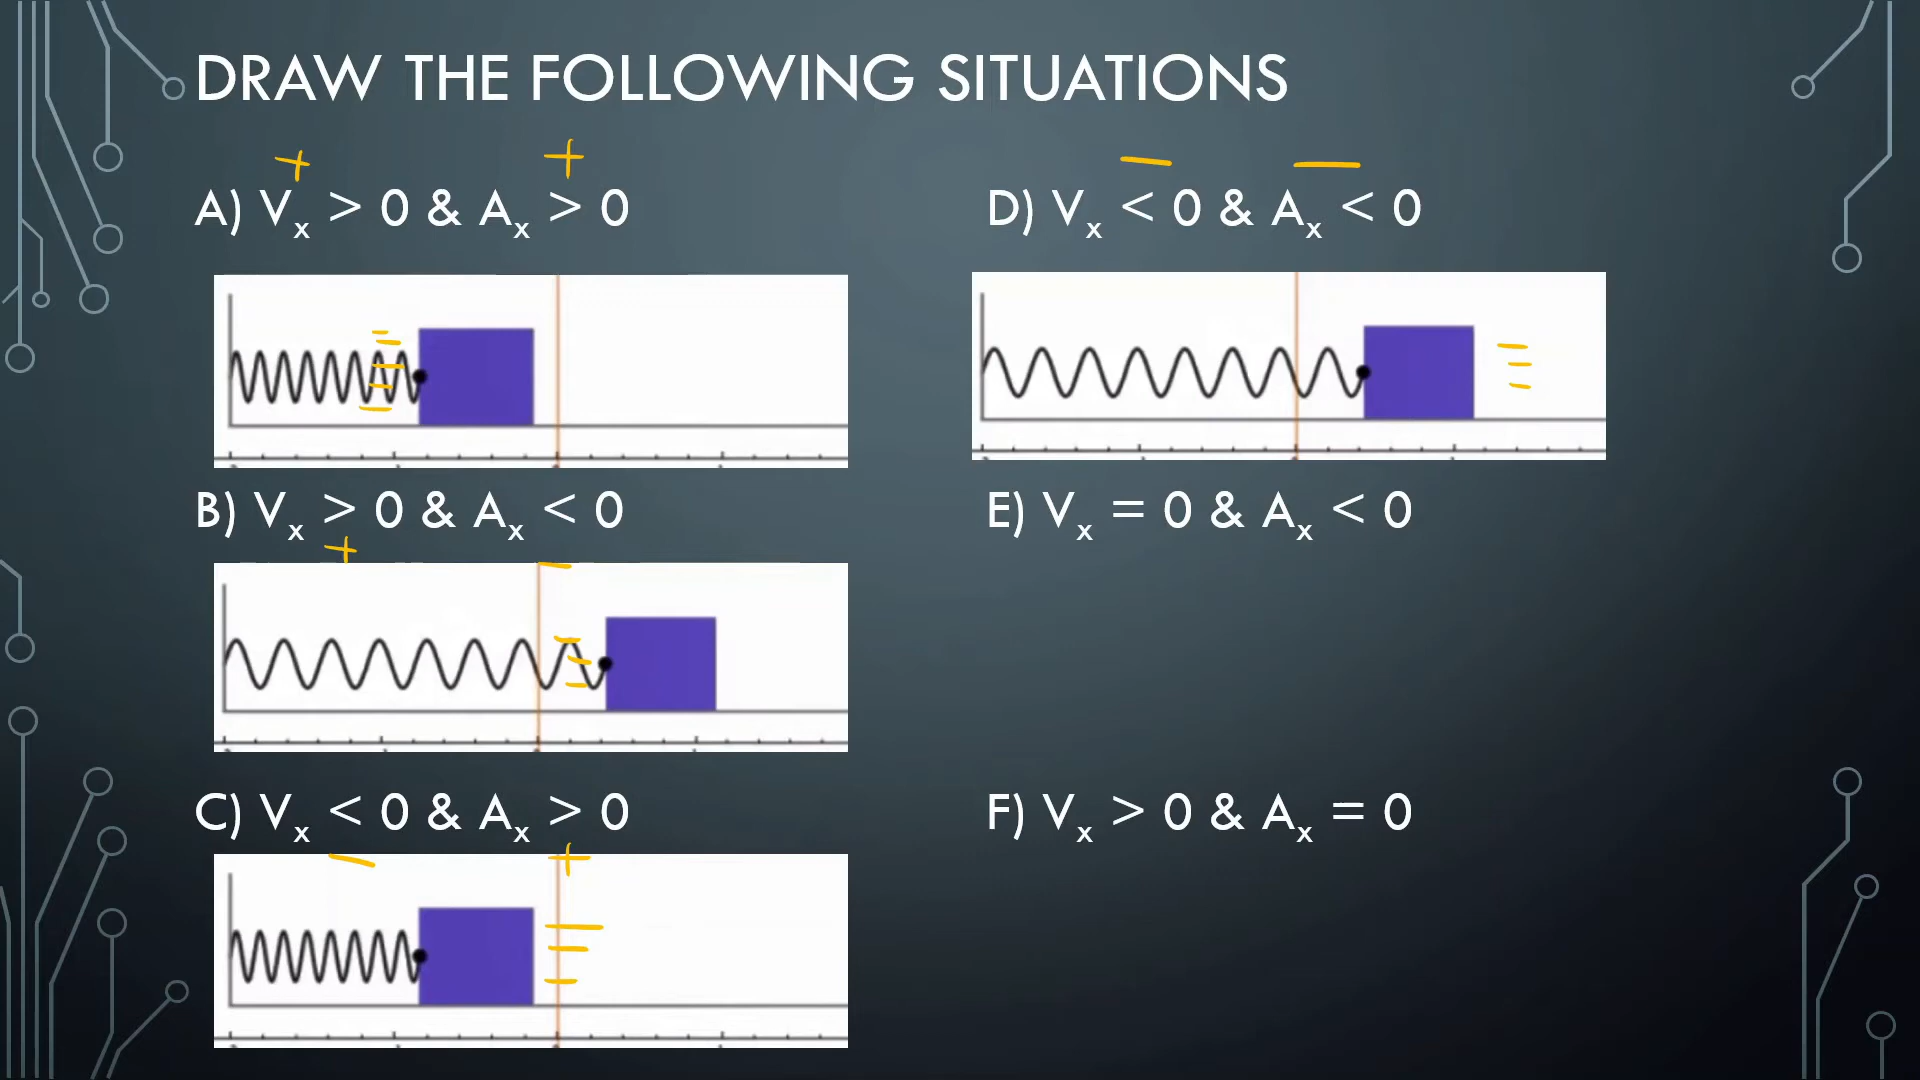 DRAW THE FOLLOWING SITUATIONS
+ +
A) Vₓ > 0 & Aₓ > 0
B) Vₓ > 0 & Aₓ < 0
+ −
C) Vₓ < 0 & Aₓ > 0
− +
− −
D) Vₓ < 0 & Aₓ < 0
E) Vₓ = 0 & Aₓ < 0
F) Vₓ > 0 & Aₓ = 0